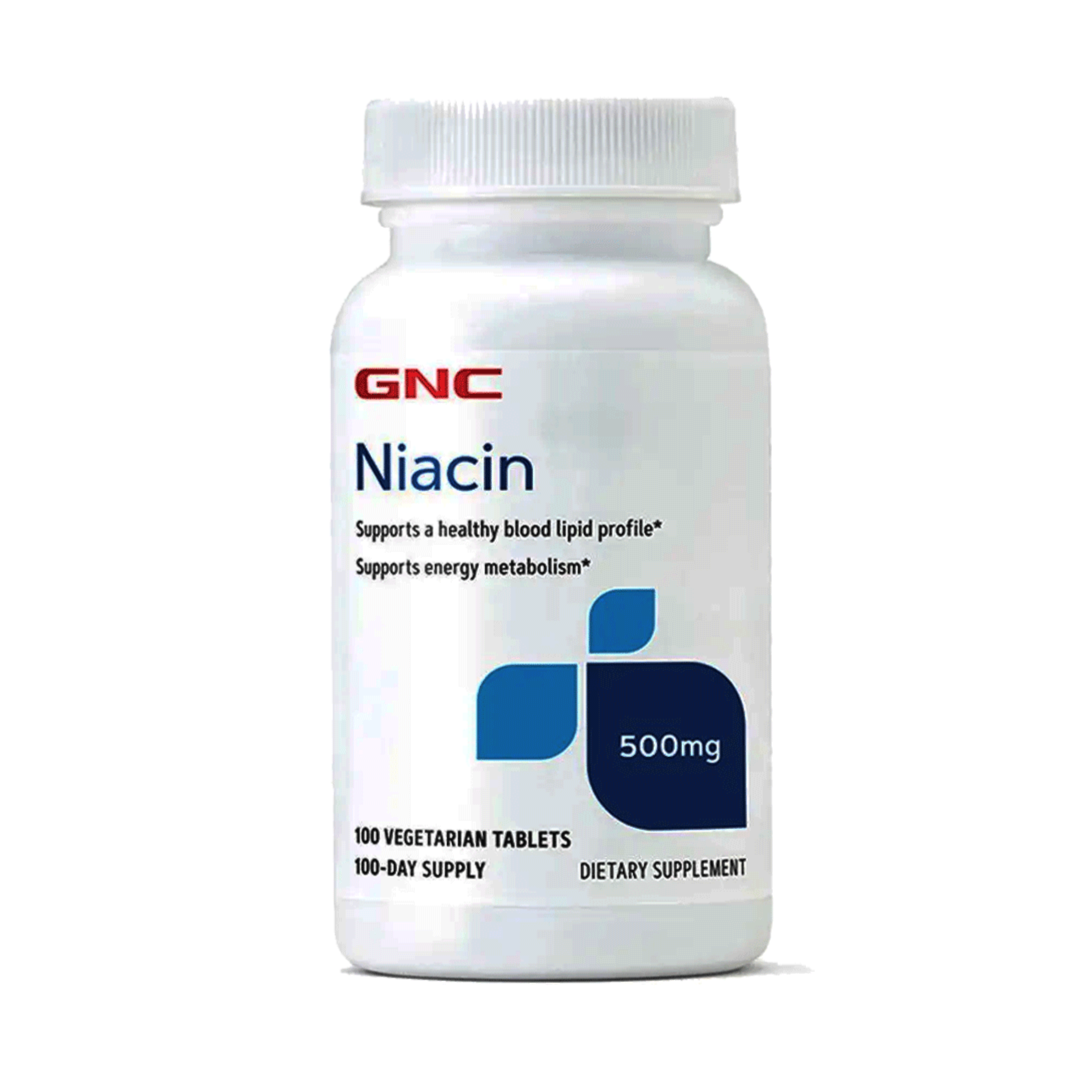 GNC
Niacin
Supports a healthy blood lipid profile*
Supports energy metabolism*
500mg
100 VEGETARIAN TABLETS
100-DAY SUPPLY
DIETARY SUPPLEMENT